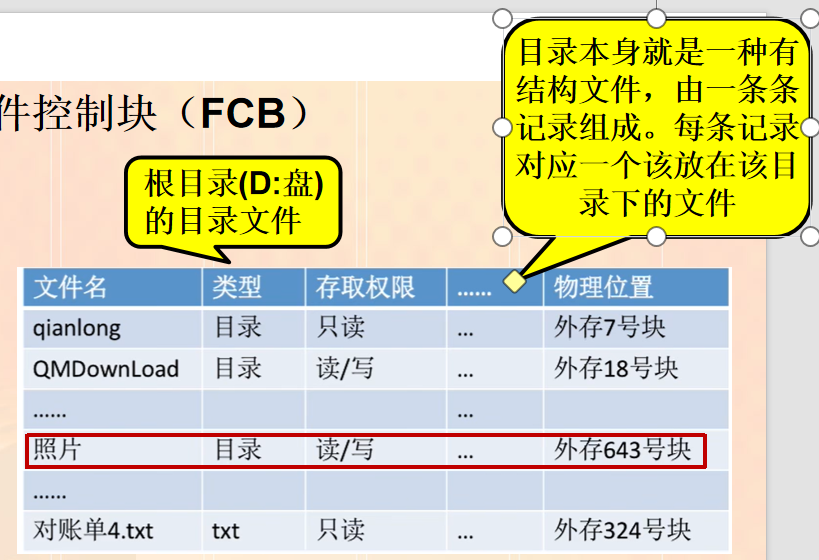 目录本身就是一种有
结构文件，由一条条
记录组成。每条记录
对应一个该放在该目
录下的文件
件控制块（FCB）
根目录(D:盘)
的目录文件
文件名 类型 存取权限 …… 物理位置
qianlong 目录 只读 ... 外存7号块
QMDownLoad 目录 读/写 ... 外存18号块
…… ...
照片 目录 读/写 ... 外存643号块
……
对账单4.txt txt 只读 ... 外存324号块